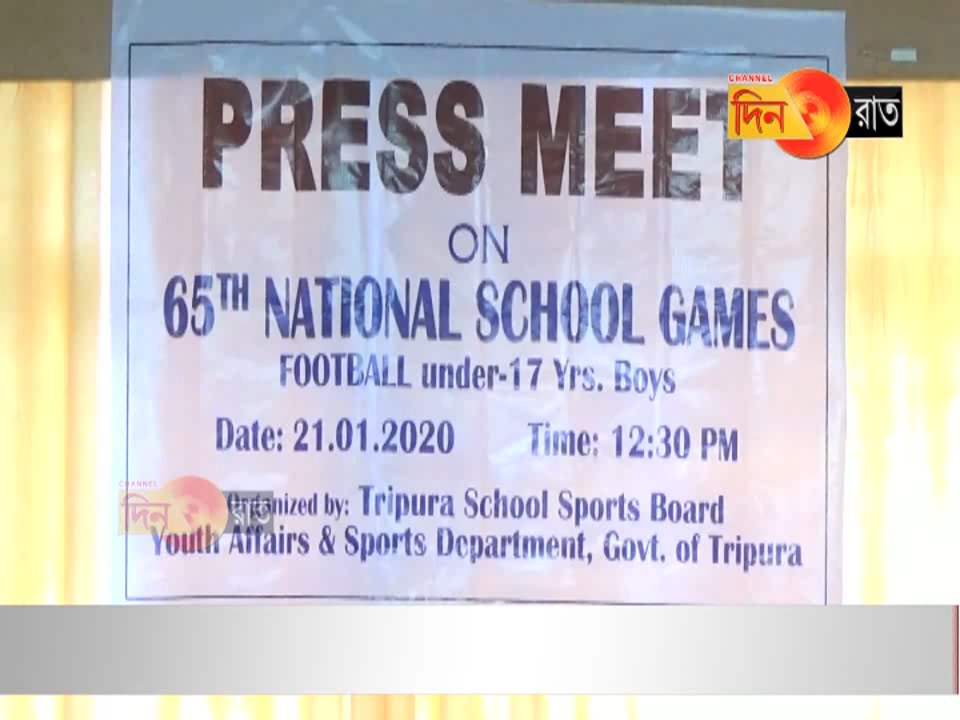 PRESS MEET
ON
65TH NATIONAL SCHOOL GAMES
FOOTBALL under-17 Yrs. Boys
Date: 21.01.2020 Time: 12:30 PM
Organized by: Tripura School Sports Board
Youth Affairs & Sports Department, Govt. of Tripura
CHANNEL
দিন রাত
CHANNEL
দিন রাত